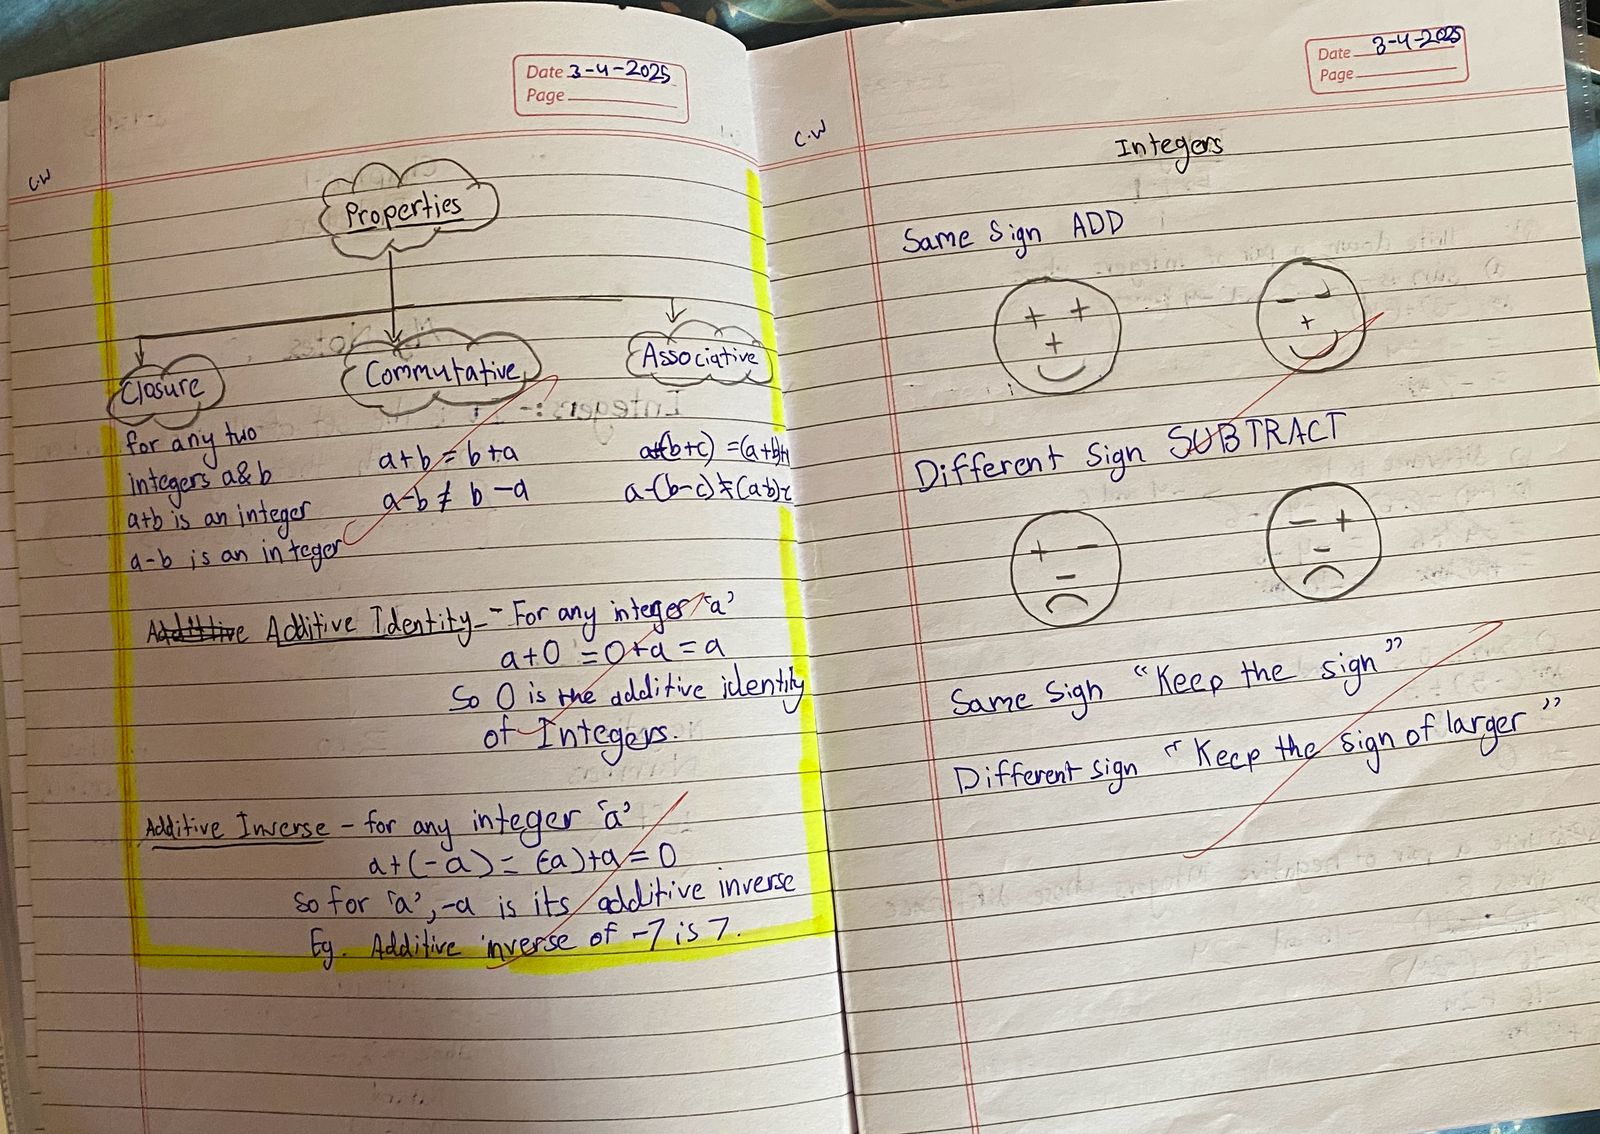 Date 3-4-2025
Page
C.W
Properties
Closure
Commutative
Associative
for any two
integers a&b
a+b is an integer
a-b is an integer
a+b = b+a
a-b ≠ b-a
a+(b+c) = (a+b)+
a-(b-c) ≠ (a-b)-c
Additive Additive Identity - For any integer 'a'
a+0 = 0+a = a
So 0 is the additive identity
of Integers.
Additive Inverse - for any integer 'a'
a+(-a) = (-a)+a = 0
So for 'a', -a is its additive inverse
Eg. Additive inverse of -7 is 7.
Date 3-4-2025
Page
C.W
Integers
Same Sign ADD
+ +
+
- -
+
Different Sign SUBTRACT
+ -
-
- +
-
Same Sign "Keep the sign"
Different sign "Keep the sign of larger"